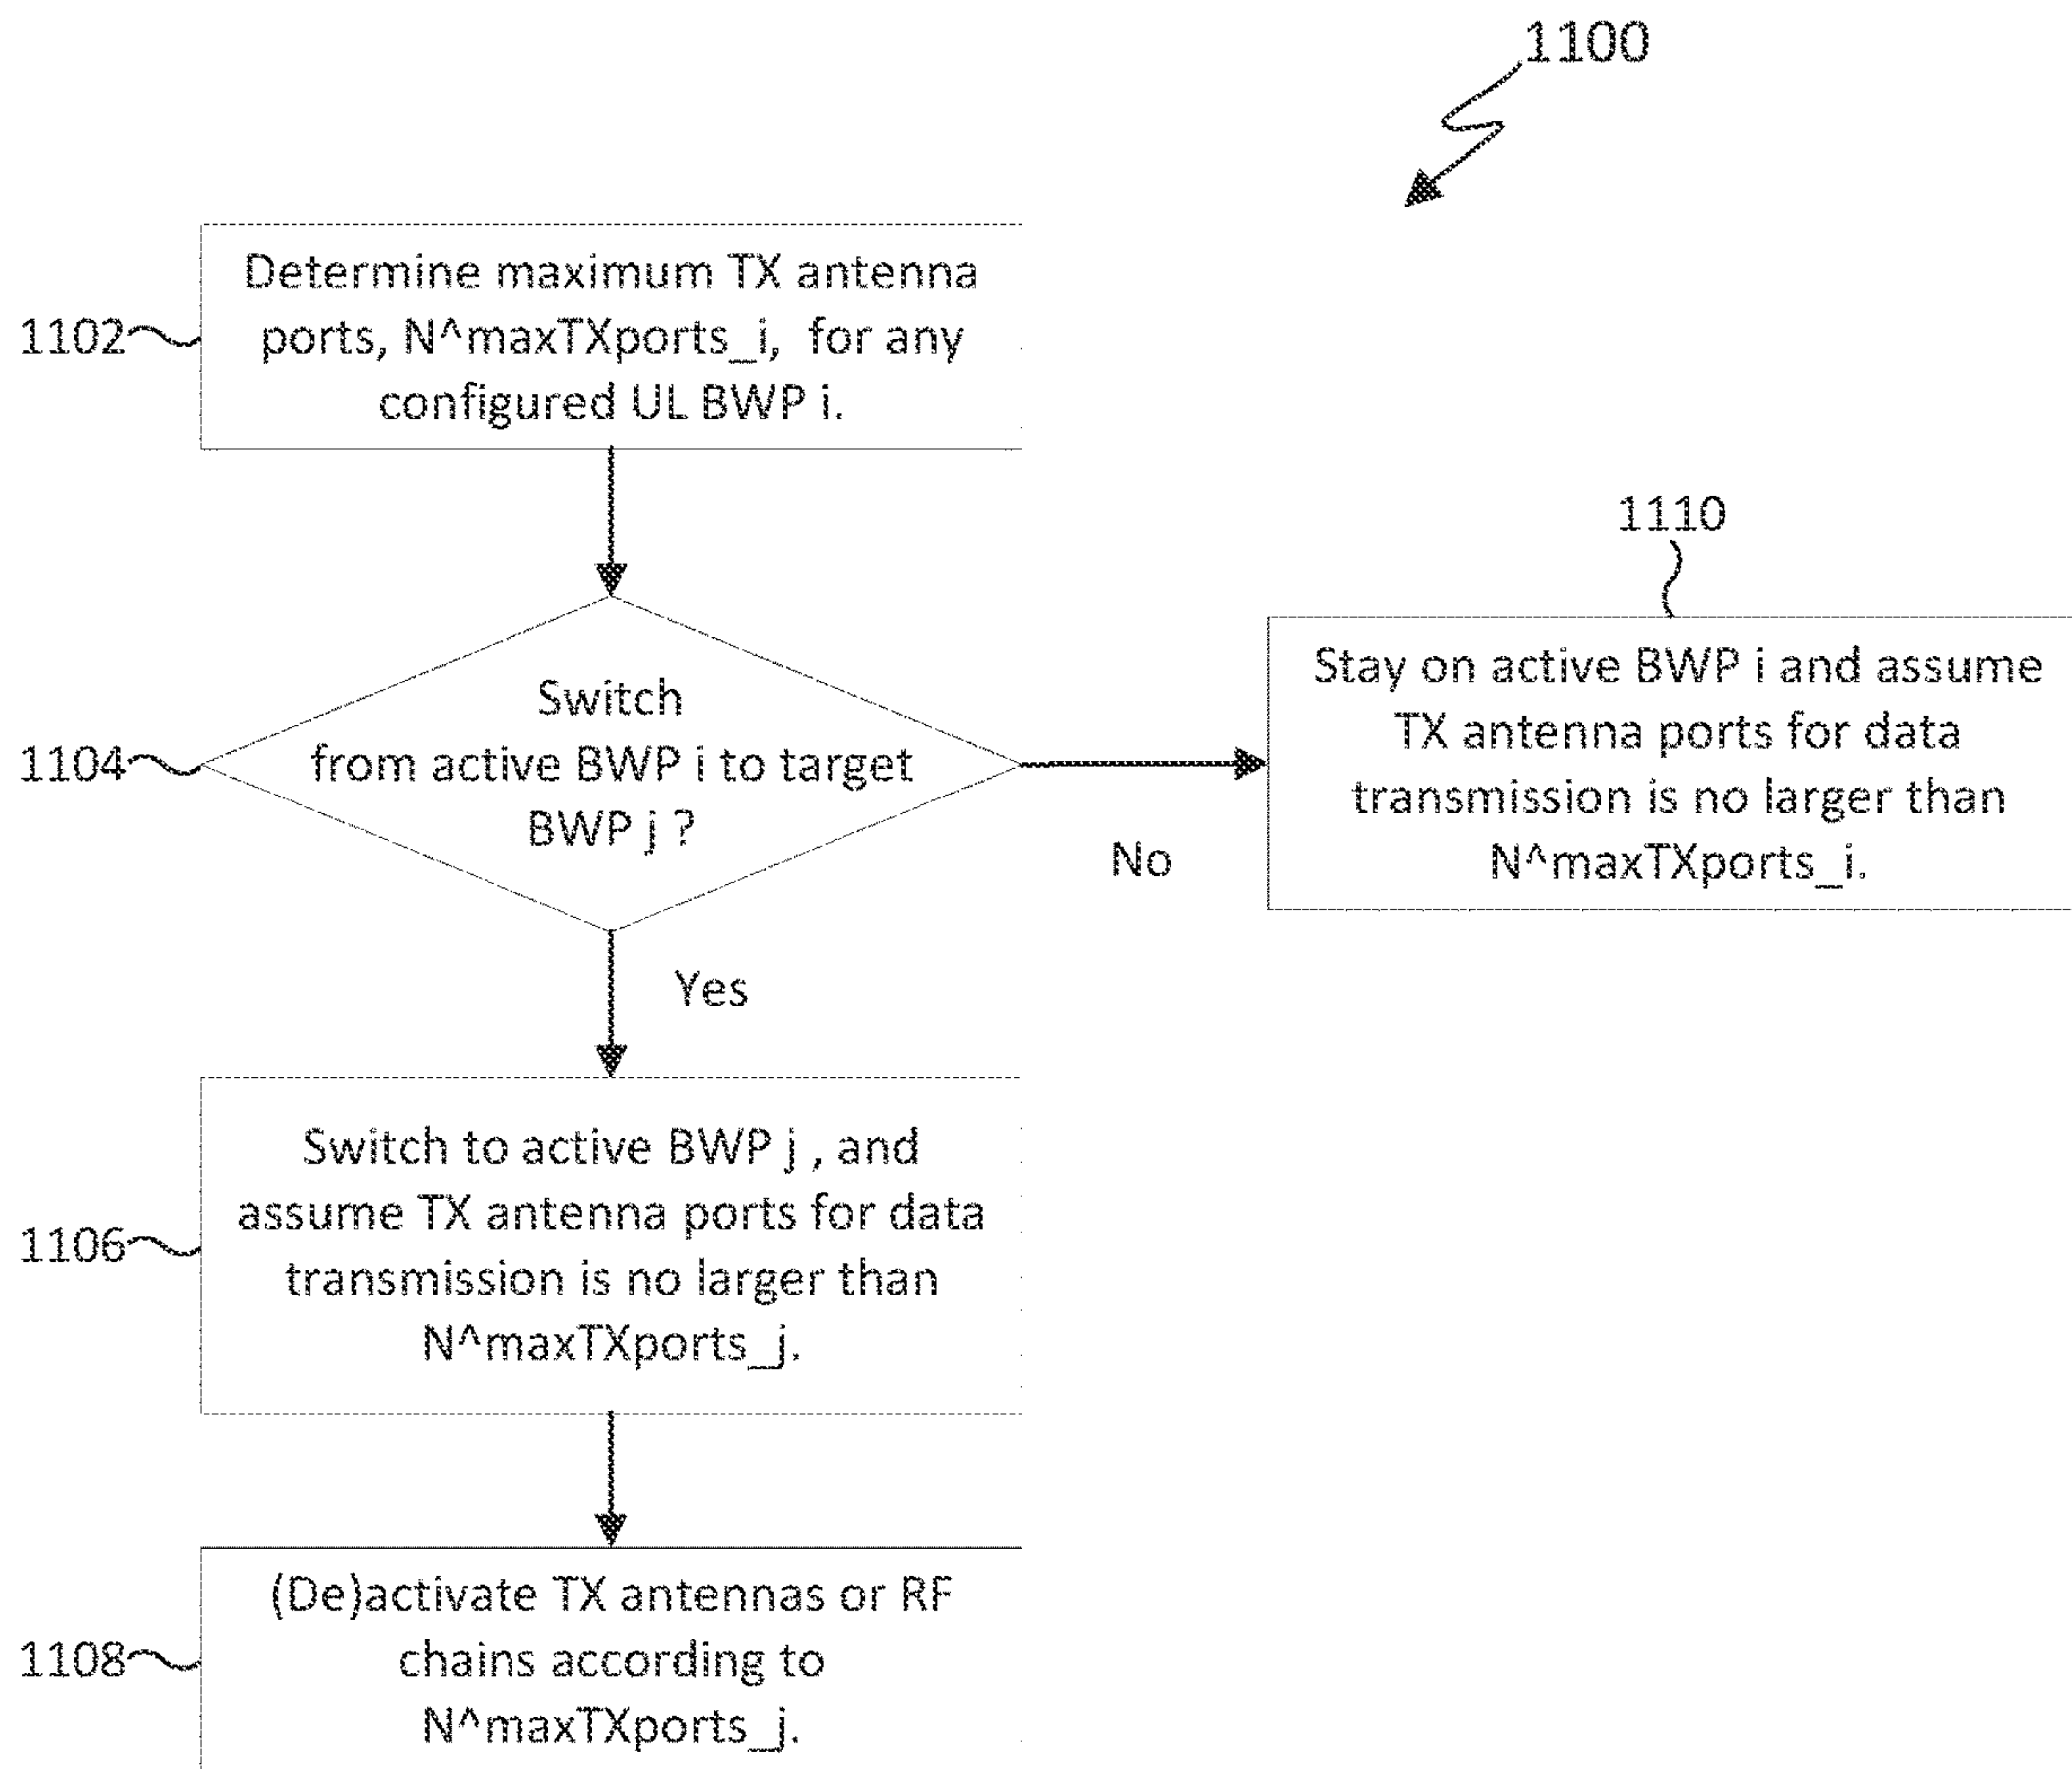 1100
Determine maximum TX antenna
ports, N^maxTXports_i, for any
configured UL BWP i.
1102
1110
Switch
from active BWP i to target
BWP j ?
1104
Stay on active BWP i and assume
TX antenna ports for data
transmission is no larger than
N^maxTXports_i.
No
Yes
Switch to active BWP j , and
assume TX antenna ports for data
transmission is no larger than
N^maxTXports_j.
1106
(De)activate TX antennas or RF
chains according to
N^maxTXports_j.
1108